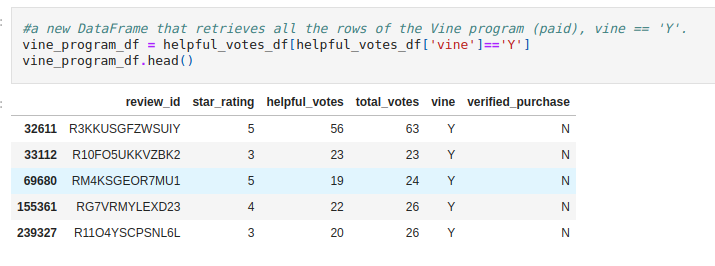 #a new DataFrame that retrieves all the rows of the Vine program (paid), vine == 'Y'.
vine_program_df = helpful_votes_df[helpful_votes_df['vine']=='Y']
vine_program_df.head()
review_id star_rating helpful_votes total_votes vine verified_purchase
32611 R3KKUSGFZWSUIY 5 56 63 Y N
33112 R10FO5UKKVZBK2 3 23 23 Y N
69680 RM4KSGEOR7MU1 5 19 24 Y N
155361 RG7VRMYLEXD23 4 22 26 Y N
239327 R11O4YSCPSNL6L 3 20 26 Y N